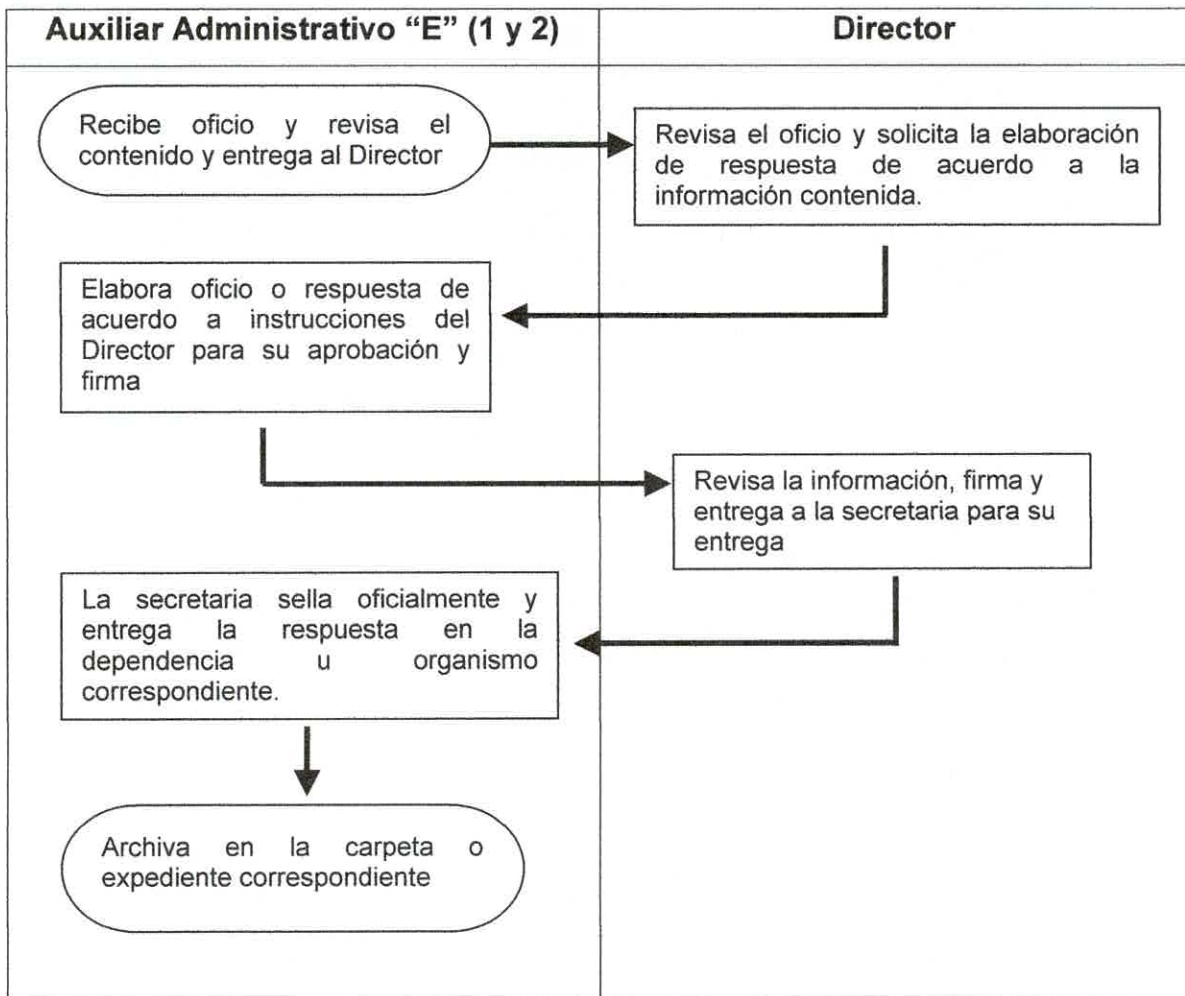 Auxiliar Administrativo “E” (1 y 2)
Director
Recibe oficio y revisa el
contenido y entrega al Director
Revisa el oficio y solicita la elaboración
de respuesta de acuerdo a la
información contenida.
Elabora oficio o respuesta de
acuerdo a instrucciones del
Director para su aprobación y
firma
Revisa la información, firma y
entrega a la secretaria para su
entrega
La secretaria sella oficialmente y
entrega la respuesta en la
dependencia u organismo
correspondiente.
Archiva en la carpeta o
expediente correspondiente